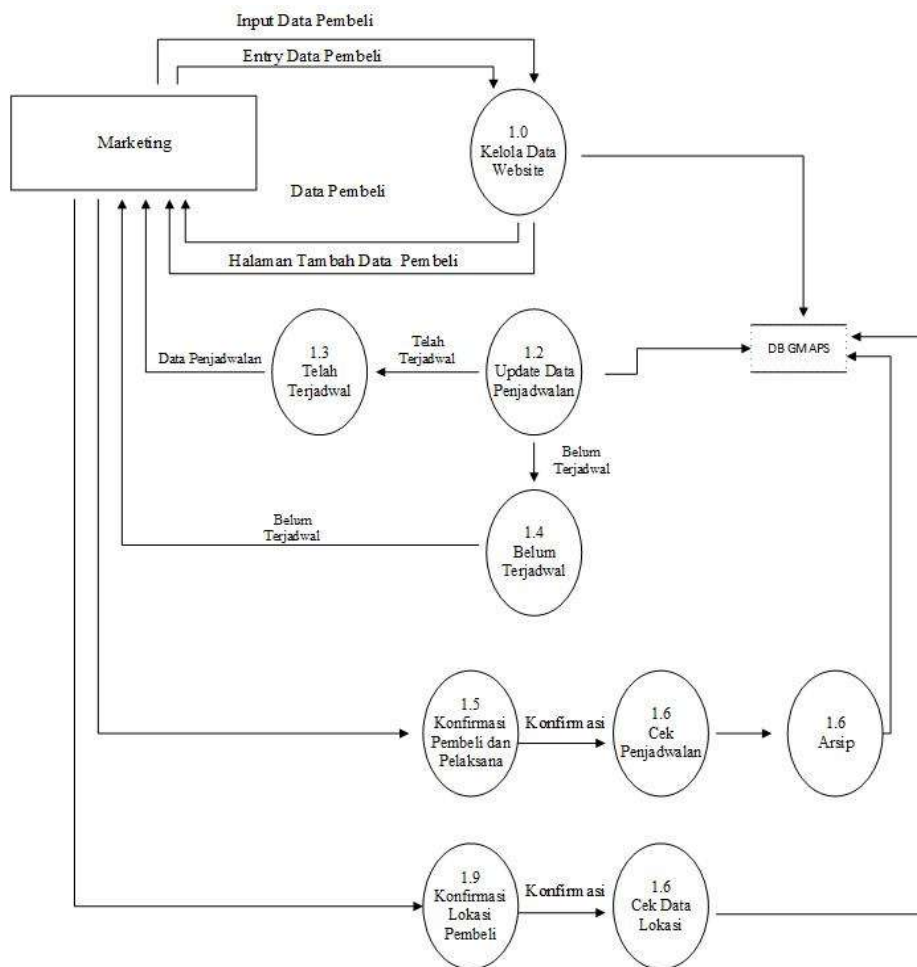 Input Data Pembeli
Entry Data Pembeli
Marketing
1.0
Kelola Data
Website
Data Pembeli
Halaman Tambah Data Pembeli
Data Penjadwalan
1.3
Telah
Terjadwal
Telah
Terjadwal
1.2
Update Data
Penjadwalan
DB GMAPS
Belum
Terjadwal
Belum
Terjadwal
1.4
Belum
Terjadwal
1.5
Konfirmasi
Pembeli dan
Pelaksana
Konfirmasi
1.6
Cek
Penjadwalan
1.6
Arsip
1.9
Konfirmasi
Lokasi
Pembeli
Konfirmasi
1.6
Cek Data
Lokasi